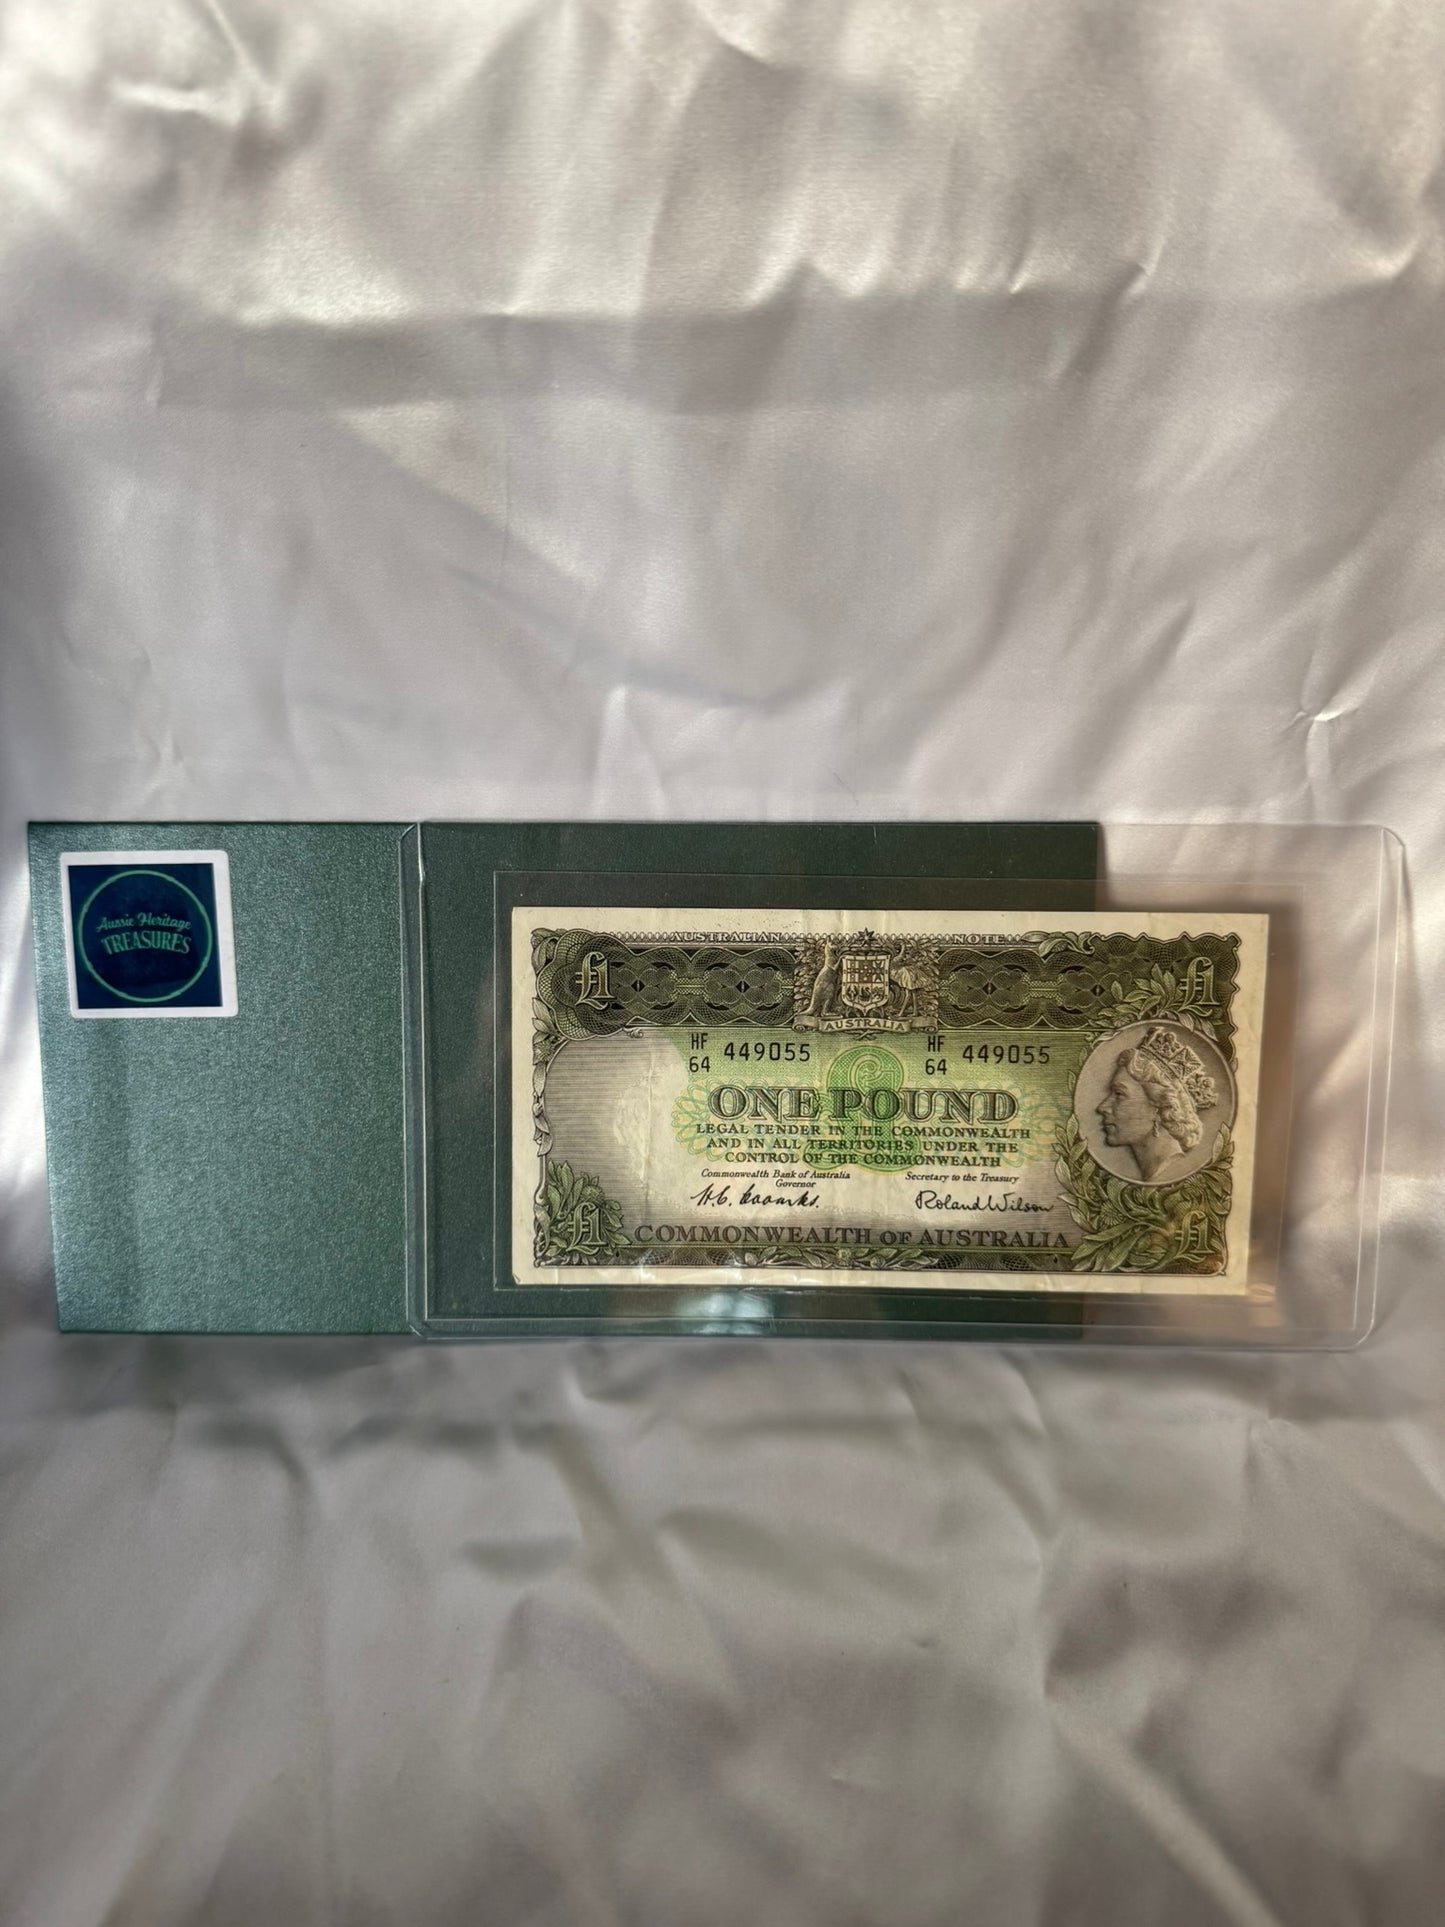 Aussie Heritage
TREASURES
AUSTRALIAN NOTE
£1
£1
AUSTRALIA
HF
64 449055
HF
64 449055
ONE POUND
LEGAL TENDER IN THE COMMONWEALTH
AND IN ALL TERRITORIES UNDER THE
CONTROL OF THE COMMONWEALTH
Commonwealth Bank of Australia
Governor
Secretary to the Treasury
H.C. Coombs.
Roland Wilson
£1
£1
COMMONWEALTH OF AUSTRALIA